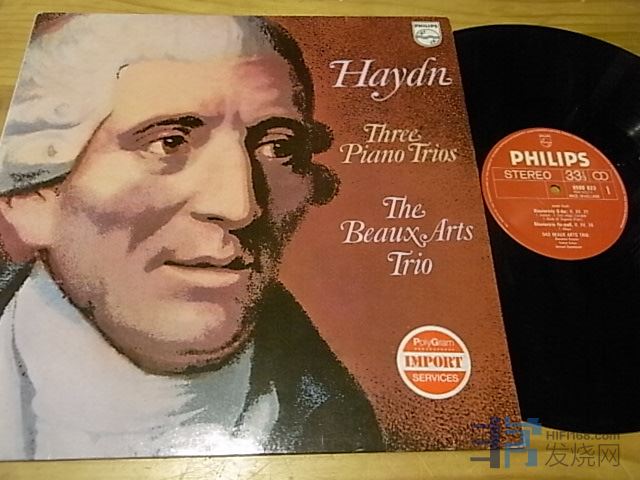 PHILIPS
Haydn
Three
Piano Trios
The
Beaux Arts
Trio
PolyGram
IMPORT
SERVICES
PHILIPS
STEREO 33⅓
1
DAS BEAUX ARTS TRIO
HIFI168.com
发烧网